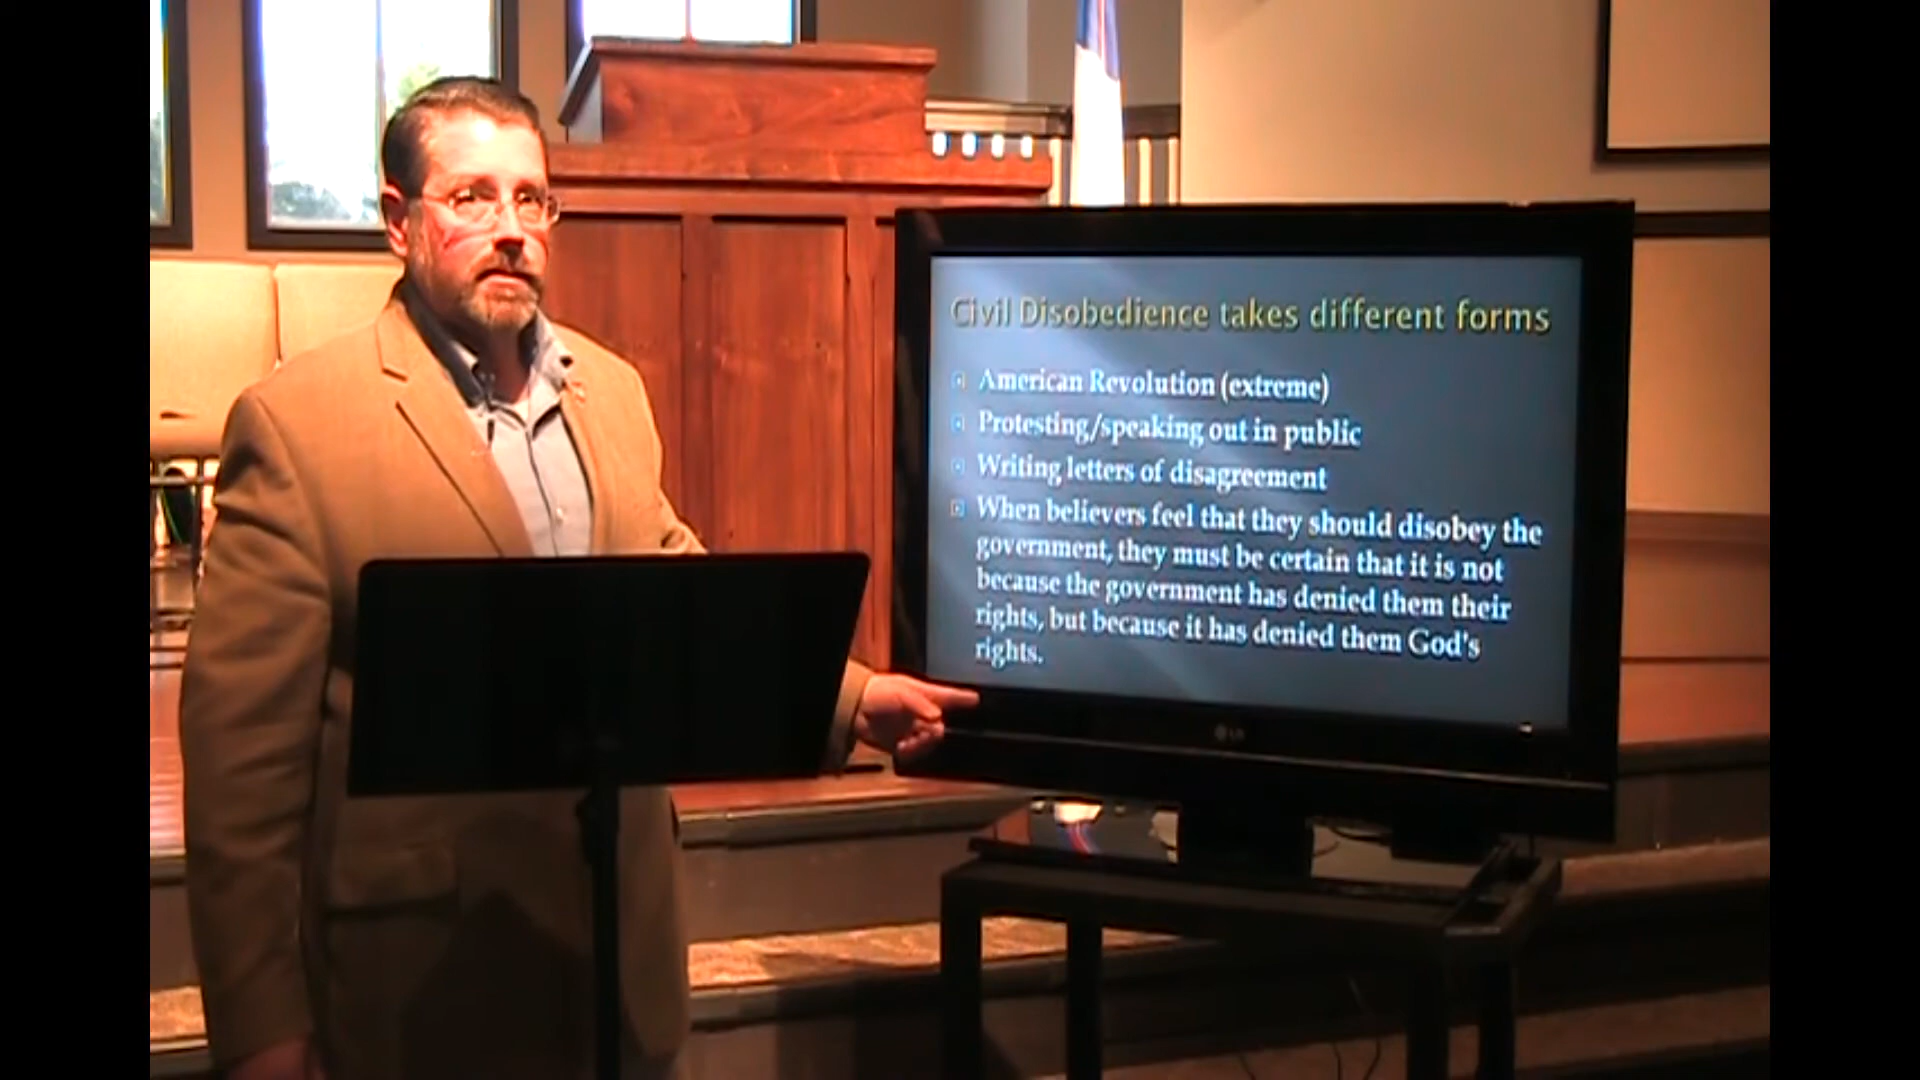 Civil Disobedience takes different forms
American Revolution (extreme)
Protesting/speaking out in public
Writing letters of disagreement
When believers feel that they should disobey the
government, they must be certain that it is not
because the government has denied them their
rights, but because it has denied them God's
rights.
LG